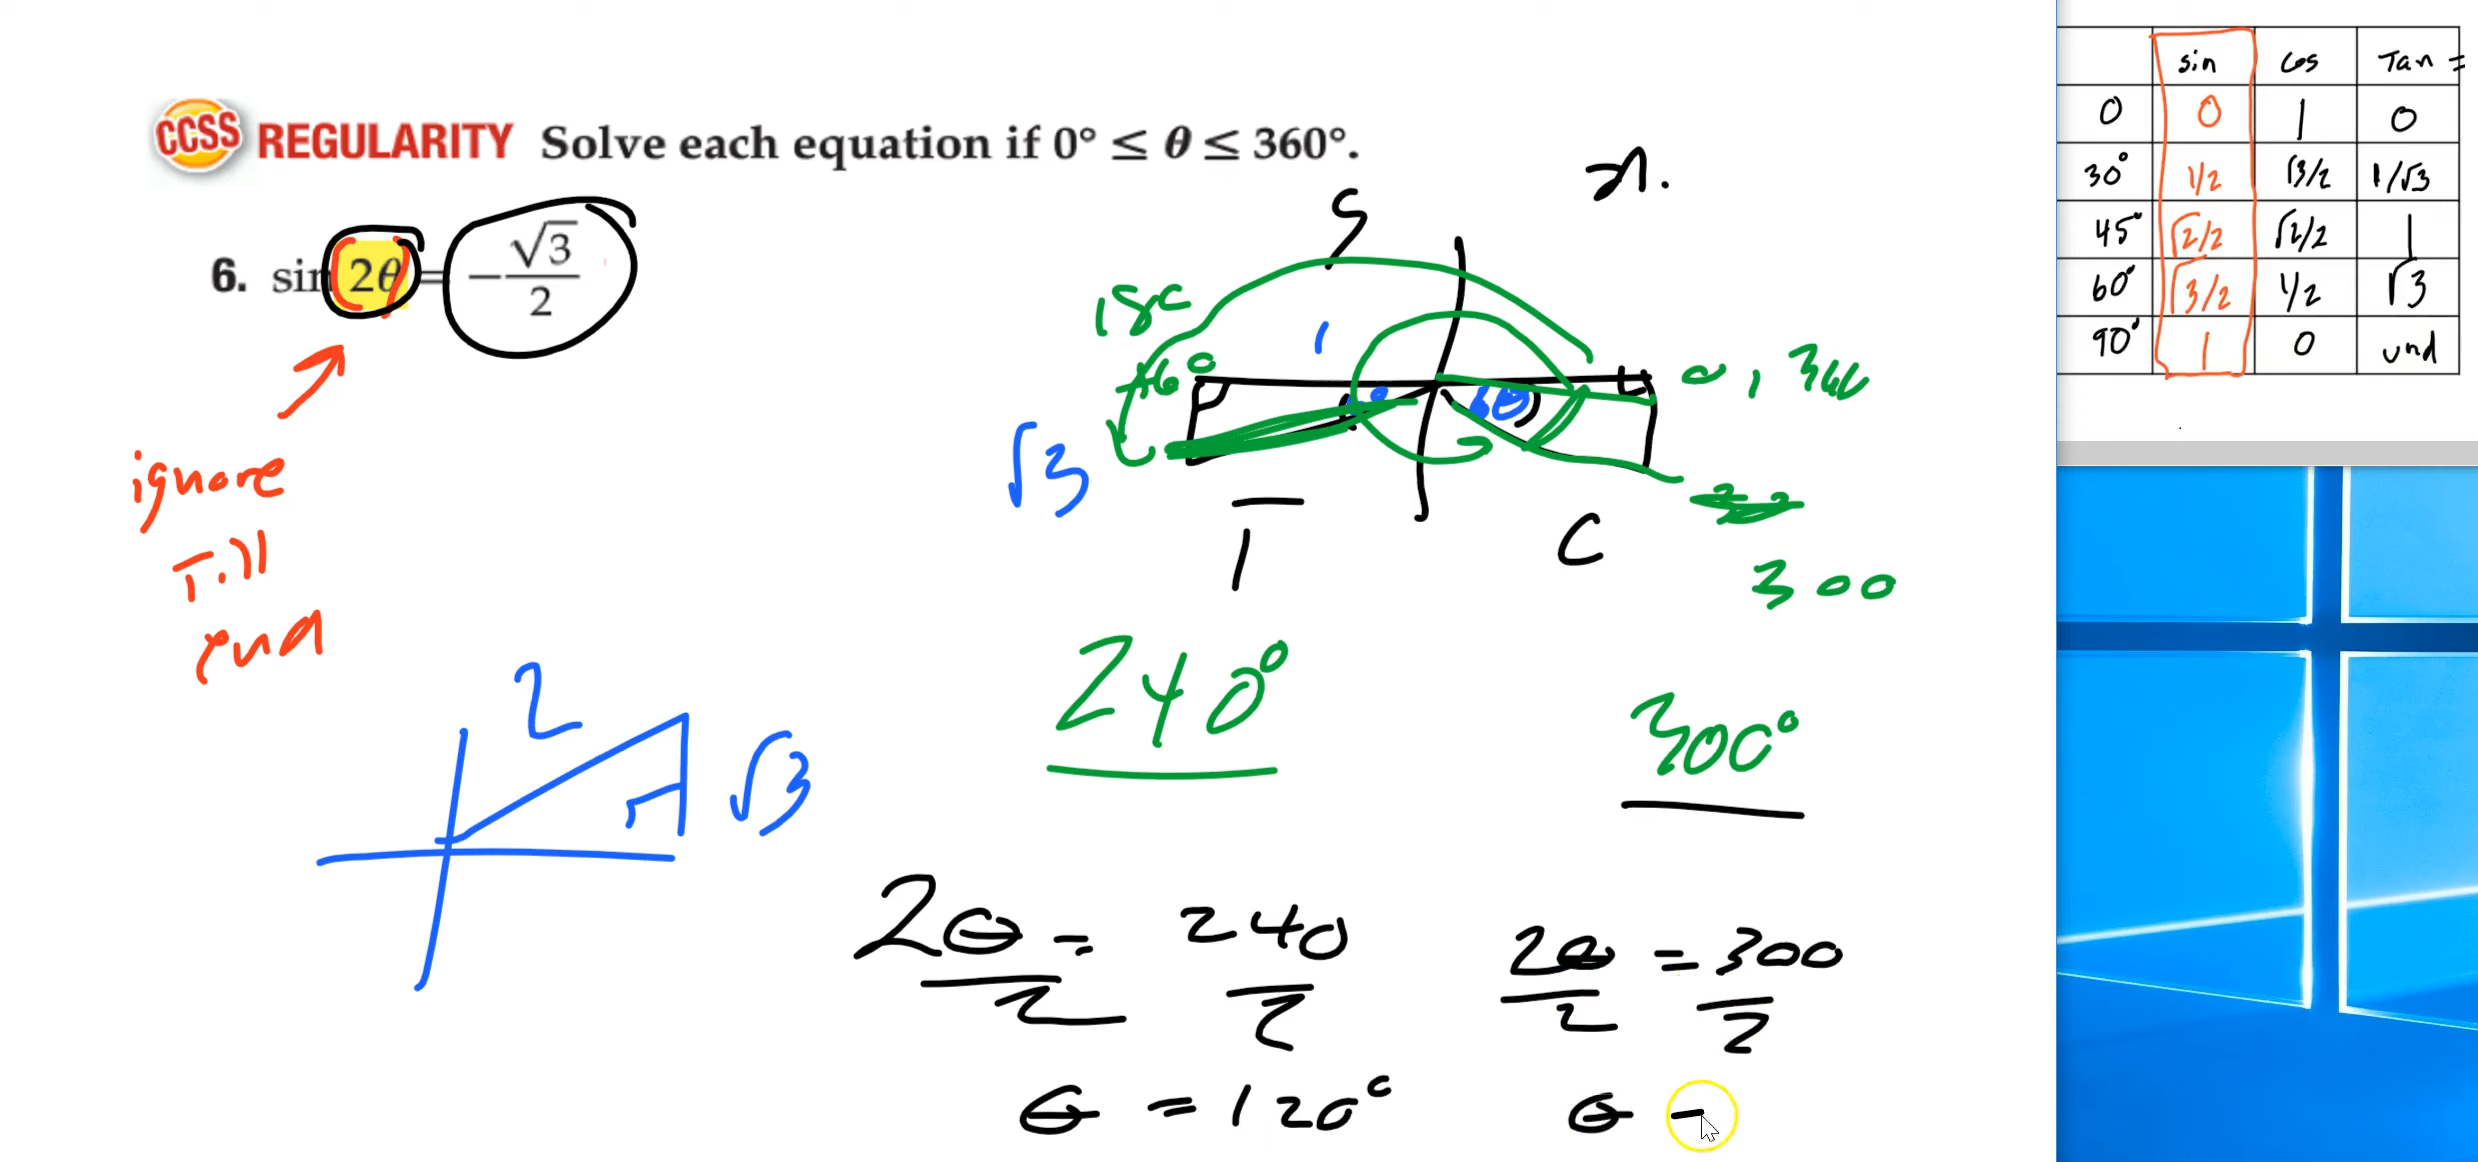 CCSS REGULARITY Solve each equation if 0° ≤ θ ≤ 360°.
6. sin 2θ = -√3/2
ignore
Till
end
2
√3
S
A.
180
+60
1
√3
T
C
0, 360
300
240°
300°
2θ = 240
2 2
θ = 120°
2θ = 300
2 2
θ -
sin cos Tan =
0 0 1 0
30° 1/2 √3/2 1/√3
45° √2/2 √2/2 1
60° √3/2 1/2 √3
90° 1 0 und